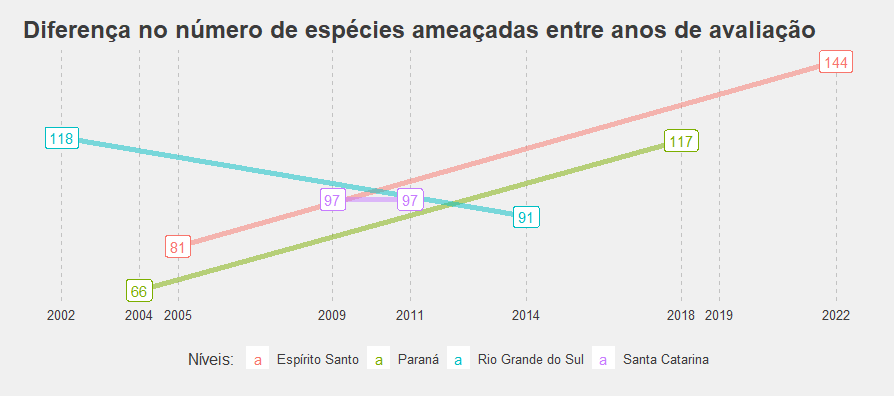 Diferença no número de espécies ameaçadas entre anos de avaliação
144
118
117
97 97
91
81
66
2002 2004 2005 2009 2011 2014 2018 2019 2022
Níveis: a Espírito Santo a Paraná a Rio Grande do Sul a Santa Catarina